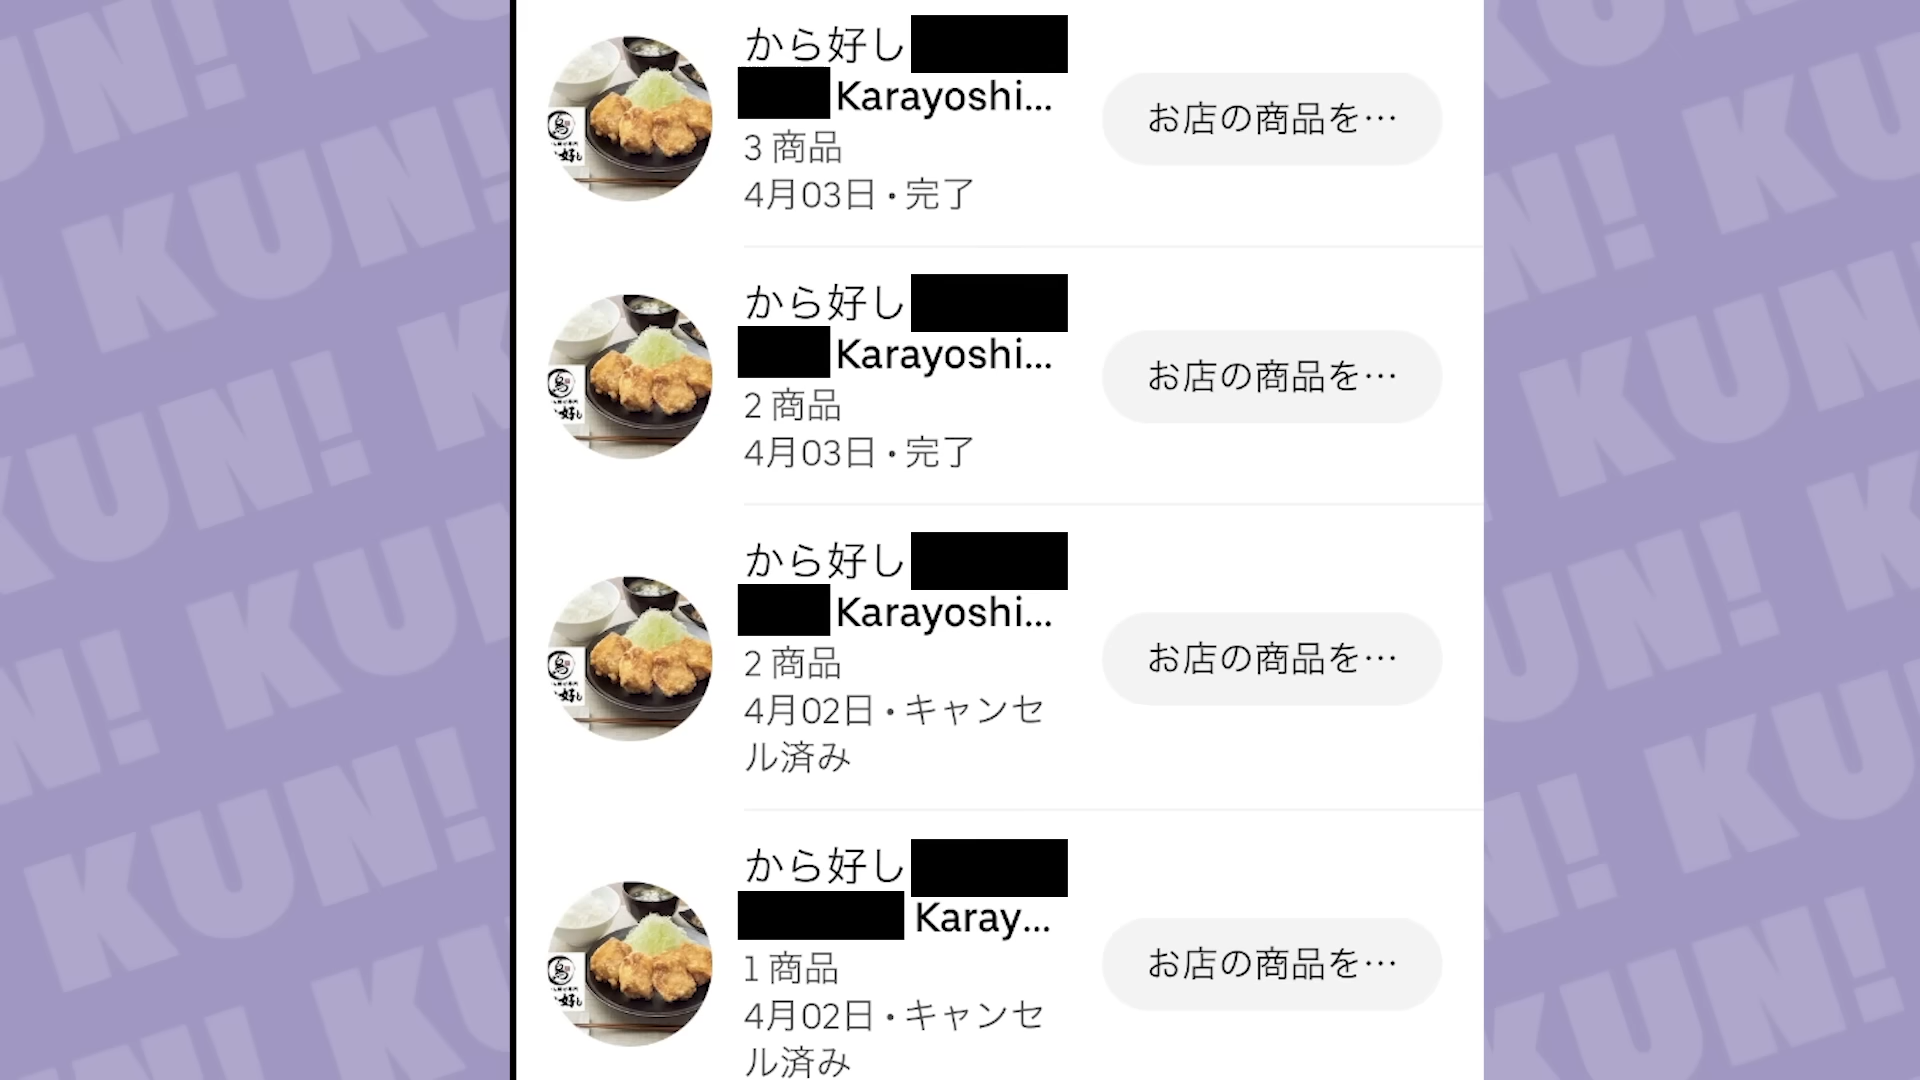 から好し
Karayoshi...
3 商品
4月03日・完了
お店の商品を…
から好し
Karayoshi...
2 商品
4月03日・完了
お店の商品を…
から好し
Karayoshi...
2 商品
4月02日・キャンセ
ル済み
お店の商品を…
から好し
Karay...
1 商品
4月02日・キャンセ
ル済み
お店の商品を…
KUN! KUN! KUN!